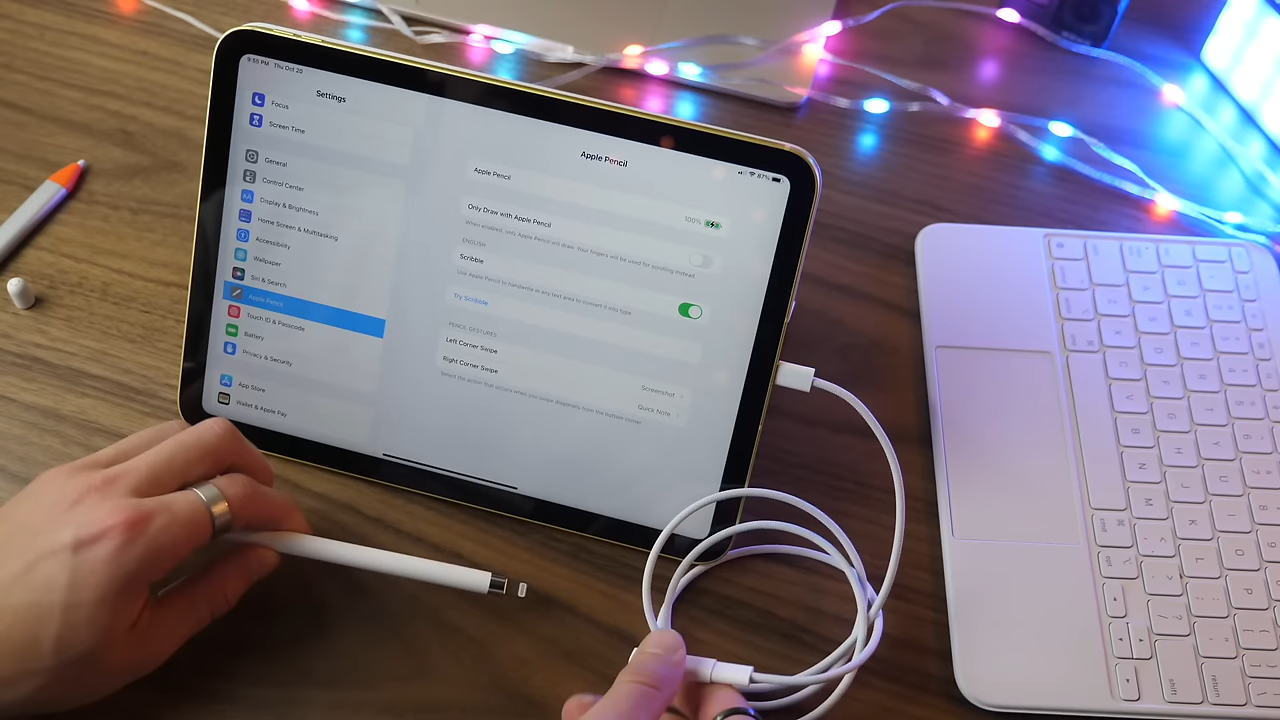 9:55 PM Thu Oct 20
87%
Settings
Focus
Screen Time
General
Control Center
Display & Brightness
Home Screen & Multitasking
Accessibility
Wallpaper
Siri & Search
Apple Pencil
Touch ID & Passcode
Battery
Privacy & Security
App Store
Wallet & Apple Pay
Apple Pencil
Apple Pencil
100%
Only Draw with Apple Pencil
When enabled, only Apple Pencil will draw. Your fingers will be used for scrolling instead.
ENGLISH
Scribble
Use Apple Pencil to handwrite in any text area to convert it into type.
Try Scribble
PENCIL GESTURES
Left Corner Swipe
Screenshot
Right Corner Swipe
Quick Note
Select the action that occurs when you swipe diagonally from the bottom corner.
Z
A
Q
X
S
W
C
D
E
V
F
R
B
G
T
N
H
Y
M
J
U
K
I
L
O
P
shift
return